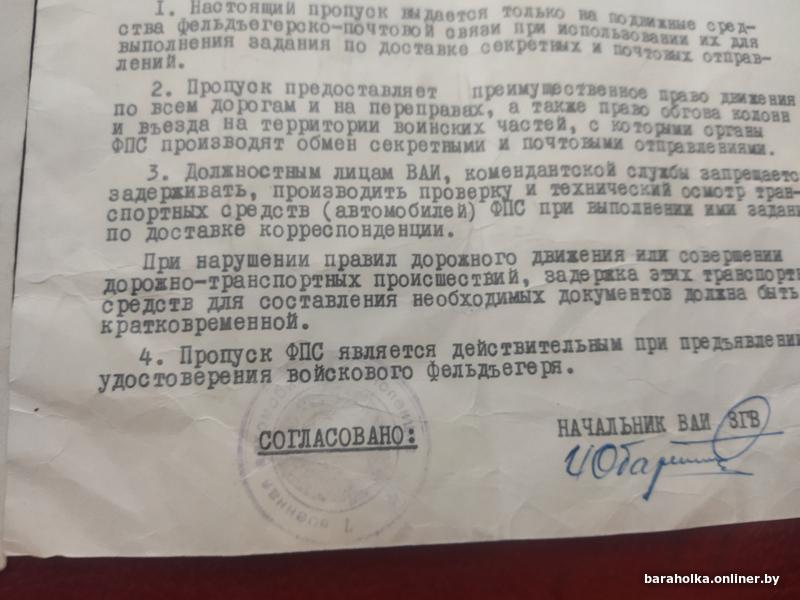 1. Настоящий пропуск выдается только на подвижные сред-
ства фельдъегерско-почтовой связи при использовании их для
выполнения задания по доставке секретных и почтовых отправ-
лений.
2. Пропуск предоставляет преимущественное право движения
по всем дорогам и на переправах, а также право обгона колонн
и въезда на территории воинских частей, с которыми органы
ФПС производят обмен секретными и почтовыми отправлениями.
3. Должностным лицам ВАИ, комендантской службы запрещаетс
задерживать, производить проверку и технический осмотр тран-
спортных средств (автомобилей) ФПС при выполнении ими задани
по доставке корреспонденции.
При нарушении правил дорожного движения или совершении
дорожно-транспортных происшествий, задержка этих транспортн
средств для составления необходимых документов должна быть
кратковременной.
4. Пропуск ФПС является действительным при предъявлении
удостоверения войскового фельдъегеря.
СОГЛАСОВАНО:
НАЧАЛЬНИК ВАИ ЗГВ
baraholka.onliner.by